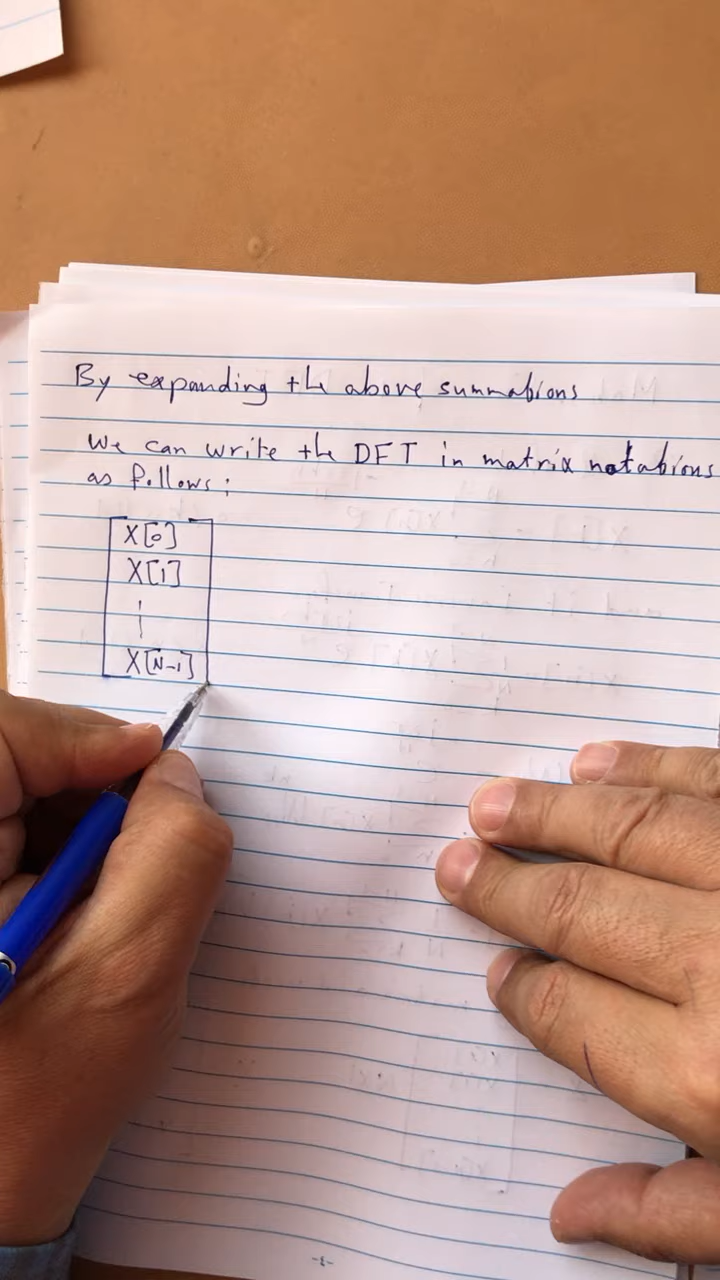 By expanding the above summations
We can write the DFT in matrix notations
as follows:
X[0]
X[1]
X[N-1]